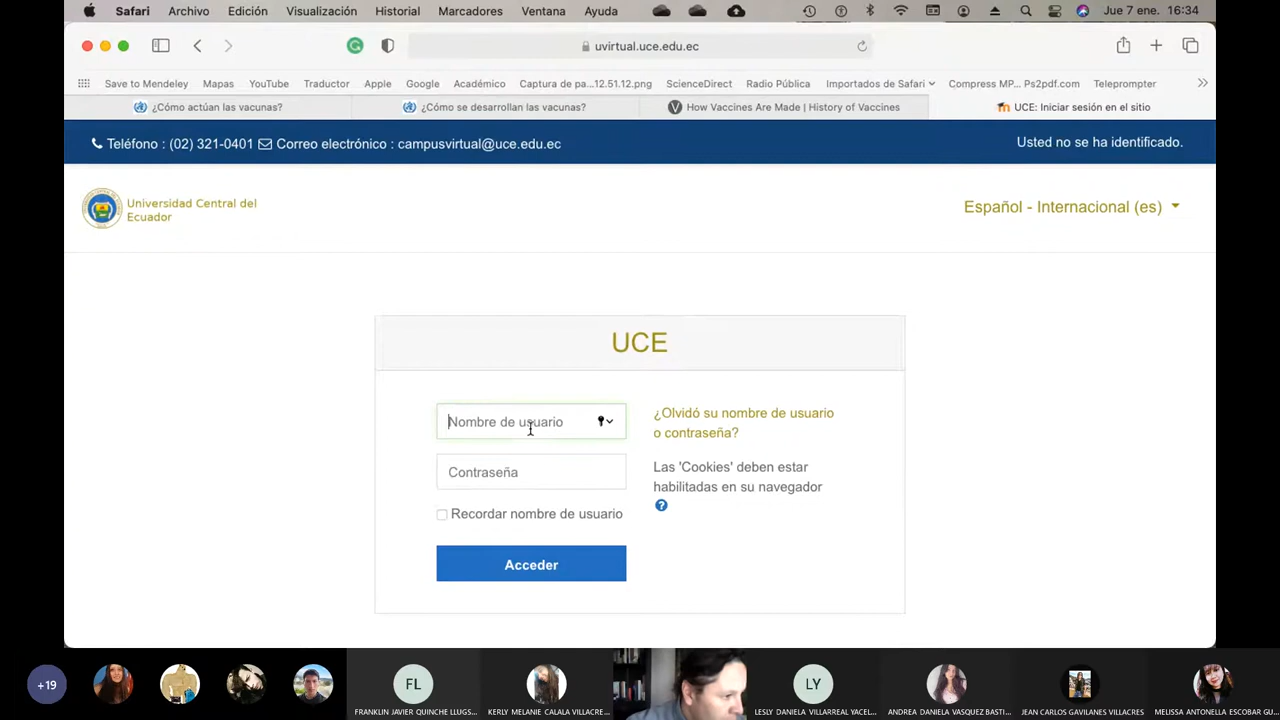 Safari Archivo Edición Visualización Historial Marcadores Ventana Ayuda Jue 7 ene. 16:34
uvirtual.uce.edu.ec
Save to Mendeley Mapas YouTube Traductor Apple Google Académico Captura de pa...12.51.12.png ScienceDirect Radio Pública Importados de Safari Compress MP... Ps2pdf.com Teleprompter
¿Cómo actúan las vacunas? ¿Cómo se desarrollan las vacunas? How Vaccines Are Made | History of Vaccines UCE: Iniciar sesión en el sitio
Teléfono : (02) 321-0401 Correo electrónico : campusvirtual@uce.edu.ec Usted no se ha identificado.
Universidad Central del
Ecuador
Español - Internacional (es)
UCE
Nombre de usuario
Contraseña
Recordar nombre de usuario
Acceder
¿Olvidó su nombre de usuario
o contraseña?
Las 'Cookies' deben estar
habilitadas en su navegador
+19
FL
LY
FRANKLIN JAVIER QUINCHE LLUGS... KERLY MELANIE CALALA VILLACRE... LESLY DANIELA VILLARREAL YACEL... ANDREA DANIELA VASQUEZ BASTI... JEAN CARLOS GAVILANES VILLACRES MELISSA ANTONELLA ESCOBAR GU...